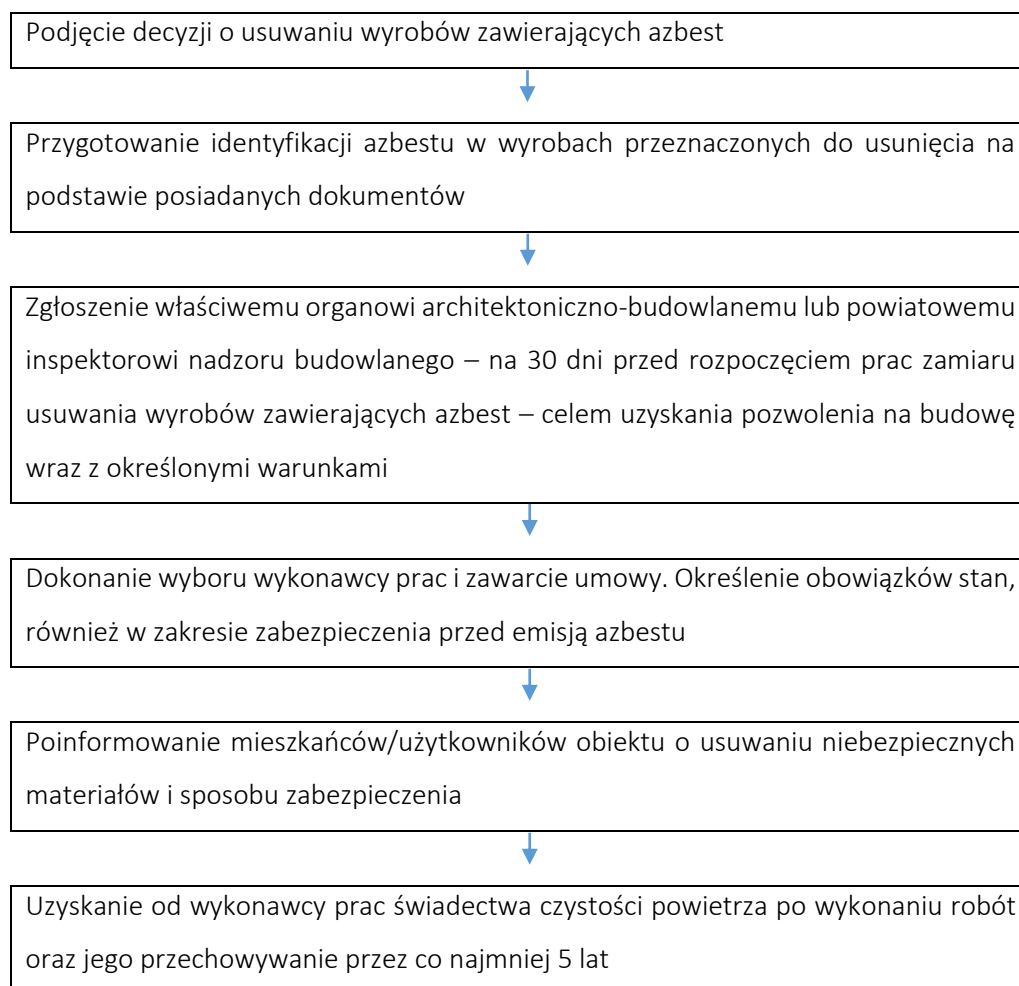 Podjęcie decyzji o usuwaniu wyrobów zawierających azbest
Przygotowanie identyfikacji azbestu w wyrobach przeznaczonych do usunięcia na
podstawie posiadanych dokumentów
Zgłoszenie właściwemu organowi architektoniczno-budowlanemu lub powiatowemu
inspektorowi nadzoru budowlanego – na 30 dni przed rozpoczęciem prac zamiaru
usuwania wyrobów zawierających azbest – celem uzyskania pozwolenia na budowę
wraz z określonymi warunkami
Dokonanie wyboru wykonawcy prac i zawarcie umowy. Określenie obowiązków stan,
również w zakresie zabezpieczenia przed emisją azbestu
Poinformowanie mieszkańców/użytkowników obiektu o usuwaniu niebezpiecznych
materiałów i sposobu zabezpieczenia
Uzyskanie od wykonawcy prac świadectwa czystości powietrza po wykonaniu robót
oraz jego przechowywanie przez co najmniej 5 lat